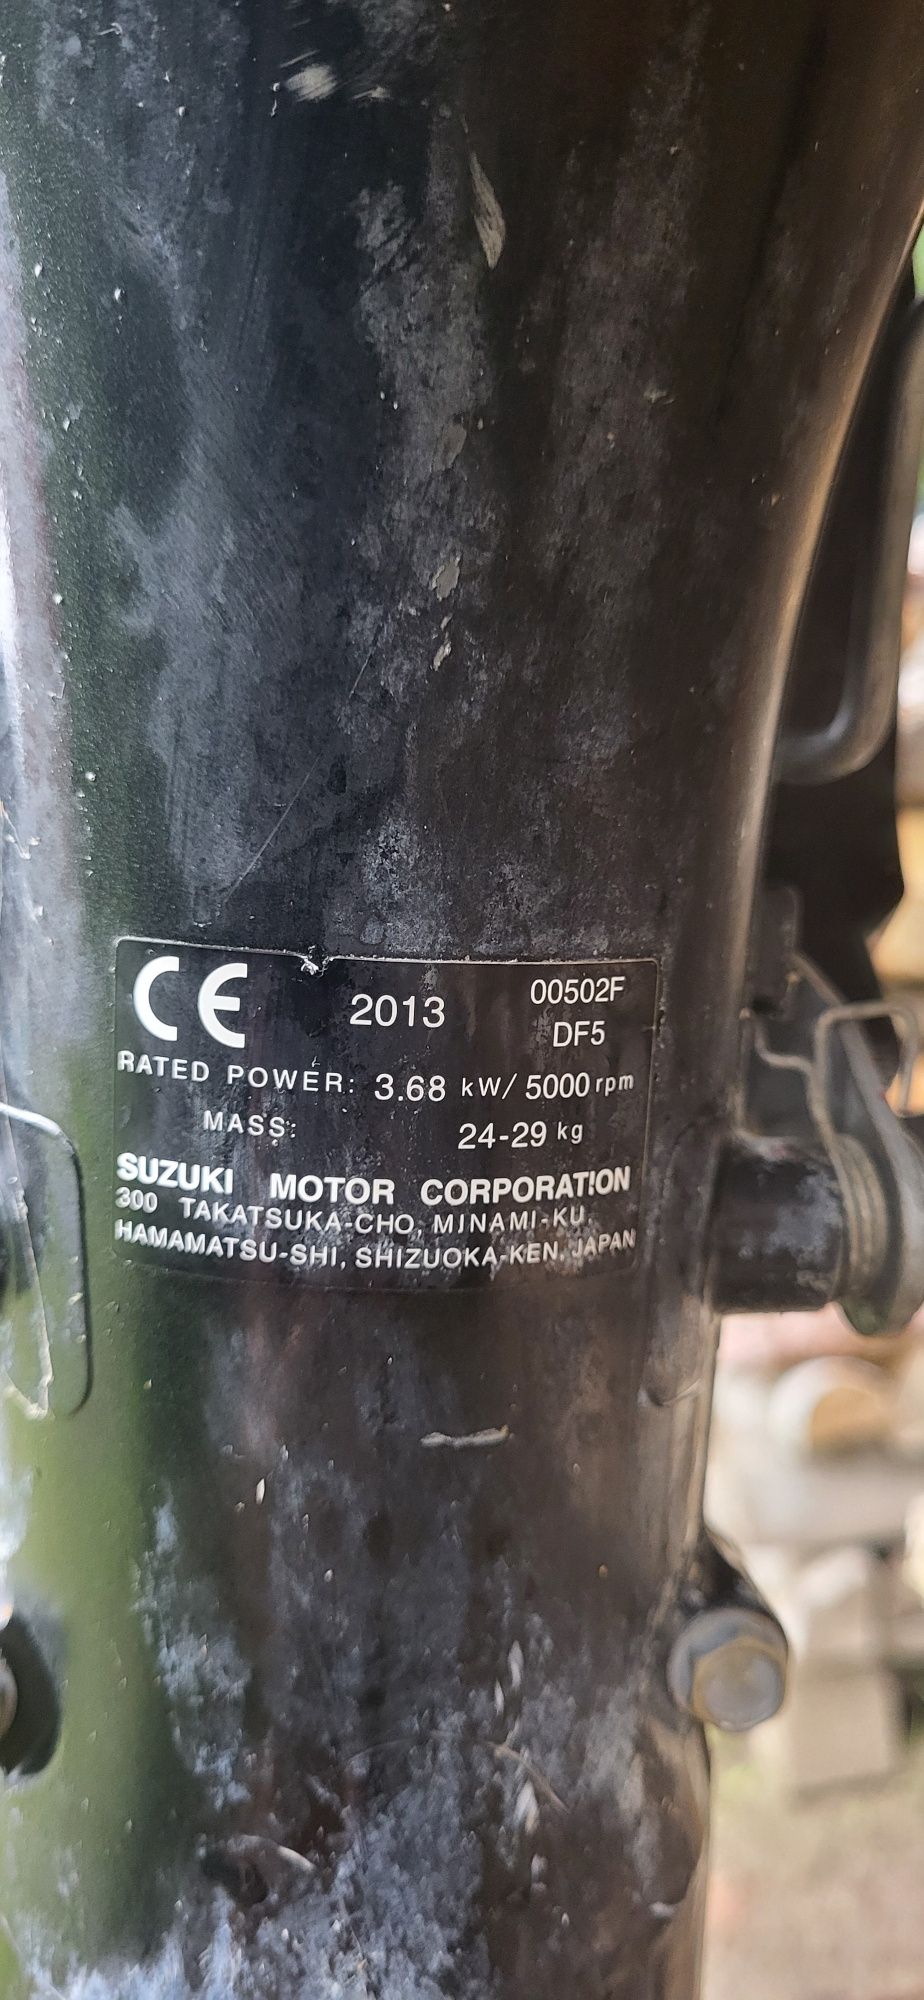 CE 2013 00502F
DF5
RATED POWER: 3.68 kW/ 5000 rpm
MASS: 24-29 kg
SUZUKI MOTOR CORPORATION
300 TAKATSUKA-CHO, MINAMI-KU,
HAMAMATSU-SHI, SHIZUOKA-KEN, JAPAN